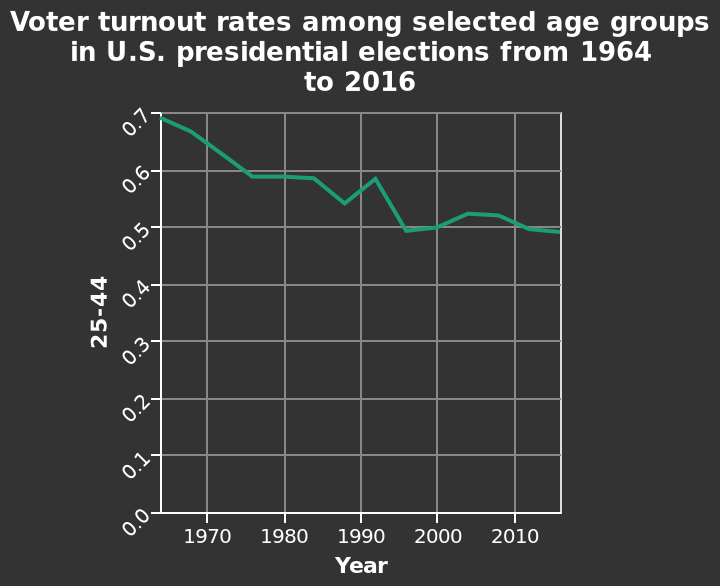 Voter turnout rates among selected age groups
in U.S. presidential elections from 1964
to 2016
25-44
0.7
0.6
0.5
0.4
0.3
0.2
0.1
0.0
1970 1980 1990 2000 2010
Year